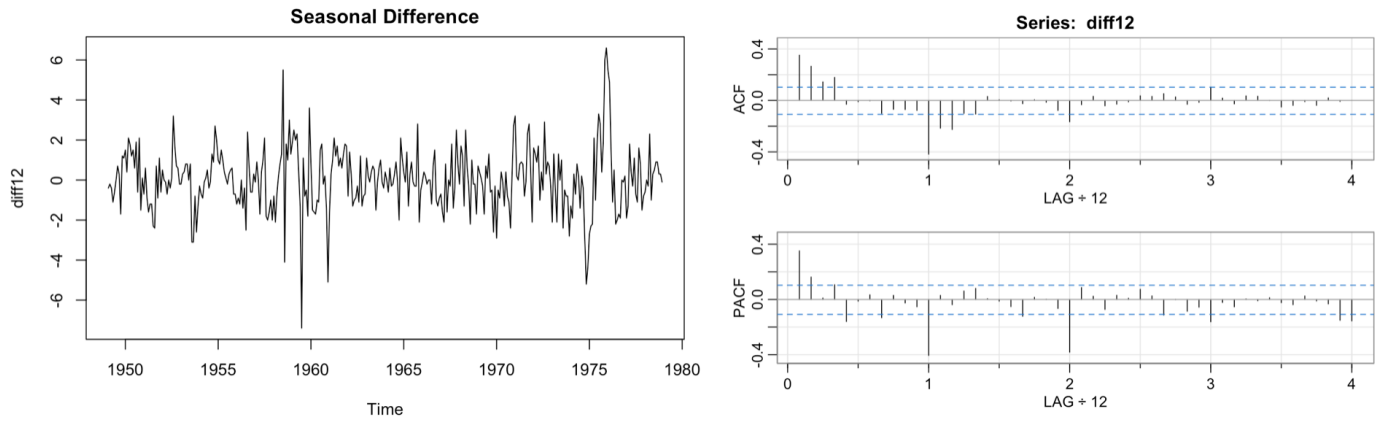 Seasonal Difference
diff12
6
4
2
0
-2
-4
-6
1950 1955 1960 1965 1970 1975 1980
Time
Series: diff12
ACF
0.4
0.0
-0.4
0 1 2 3 4
LAG ÷ 12
PACF
0.4
0.0
-0.4
0 1 2 3 4
LAG ÷ 12